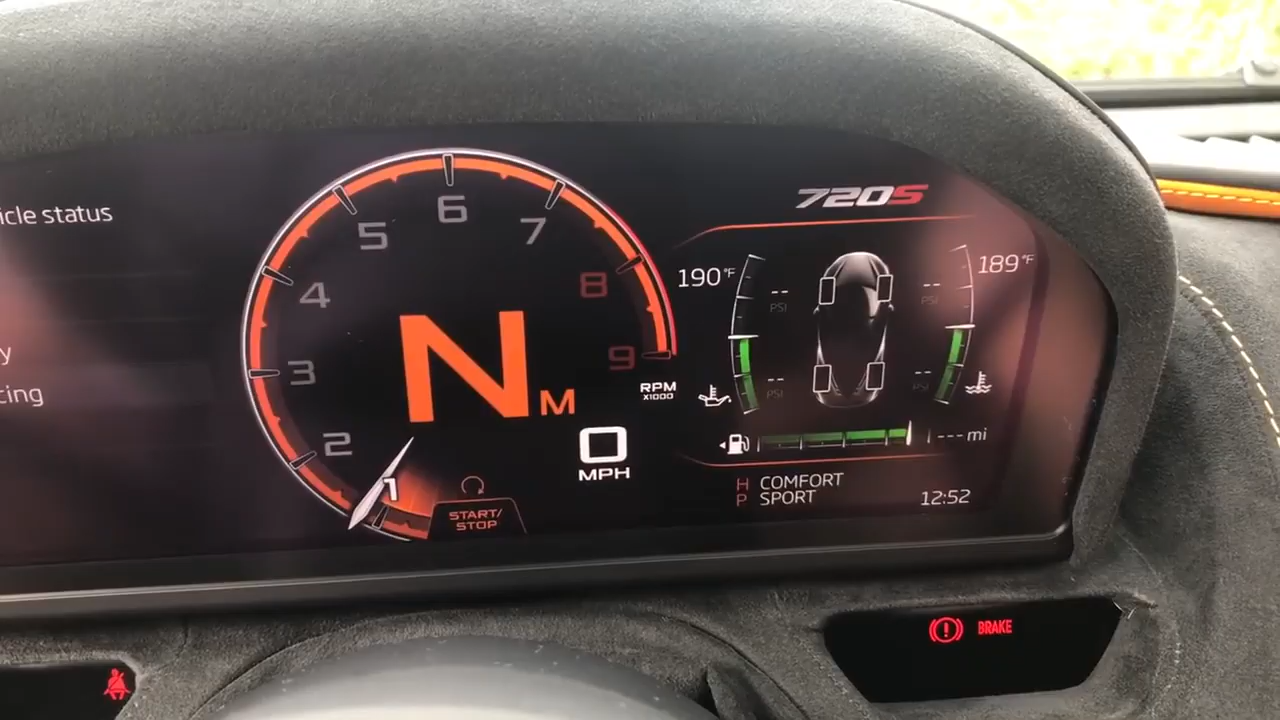 icle status
y
cing
5
6
7
4
8
3
9
2
1
N M
RPM
X1000
0
MPH
START/
STOP
720S
190°F
189°F
--
PSI
--
PSI
--
PSI
--
--- mi
H COMFORT
P SPORT
12:52
BRAKE